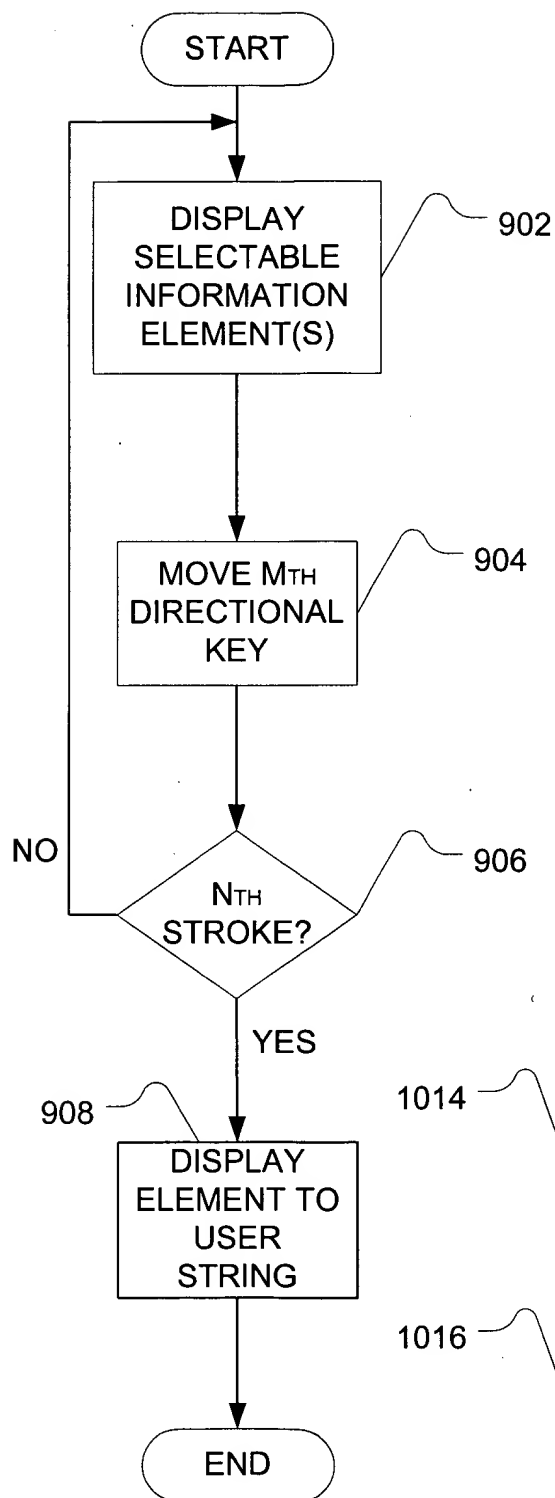 START
DISPLAY
SELECTABLE
INFORMATION
ELEMENT(S)
902
MOVE MTH
DIRECTIONAL
KEY
904
NO
NTH
STROKE?
906
YES
908
DISPLAY
ELEMENT TO
USER
STRING
1014
1016
END